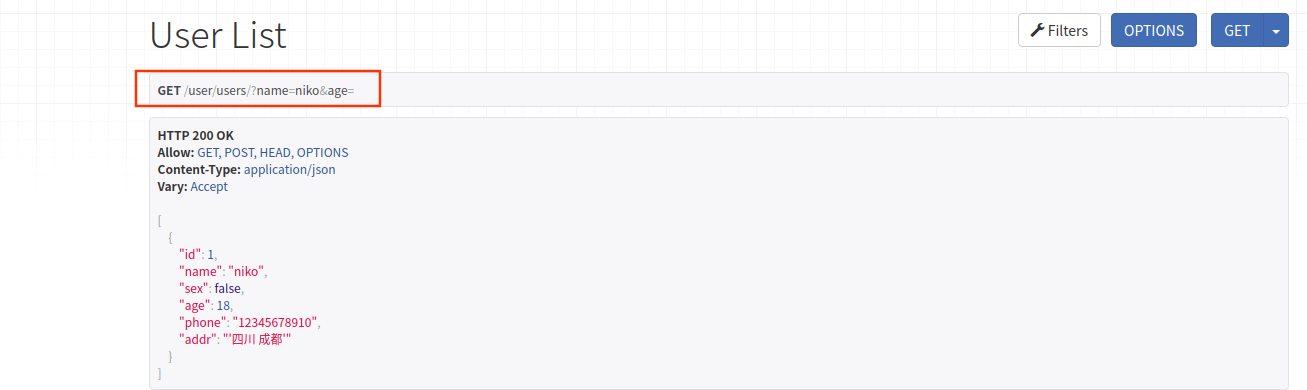 User List
Filters
OPTIONS
GET
GET /user/users/?name=niko&age=
HTTP 200 OK
Allow: GET, POST, HEAD, OPTIONS
Content-Type: application/json
Vary: Accept
[
{
"id": 1,
"name": "niko",
"sex": false,
"age": 18,
"phone": "12345678910",
"addr": "'四川 成都'"
}
]